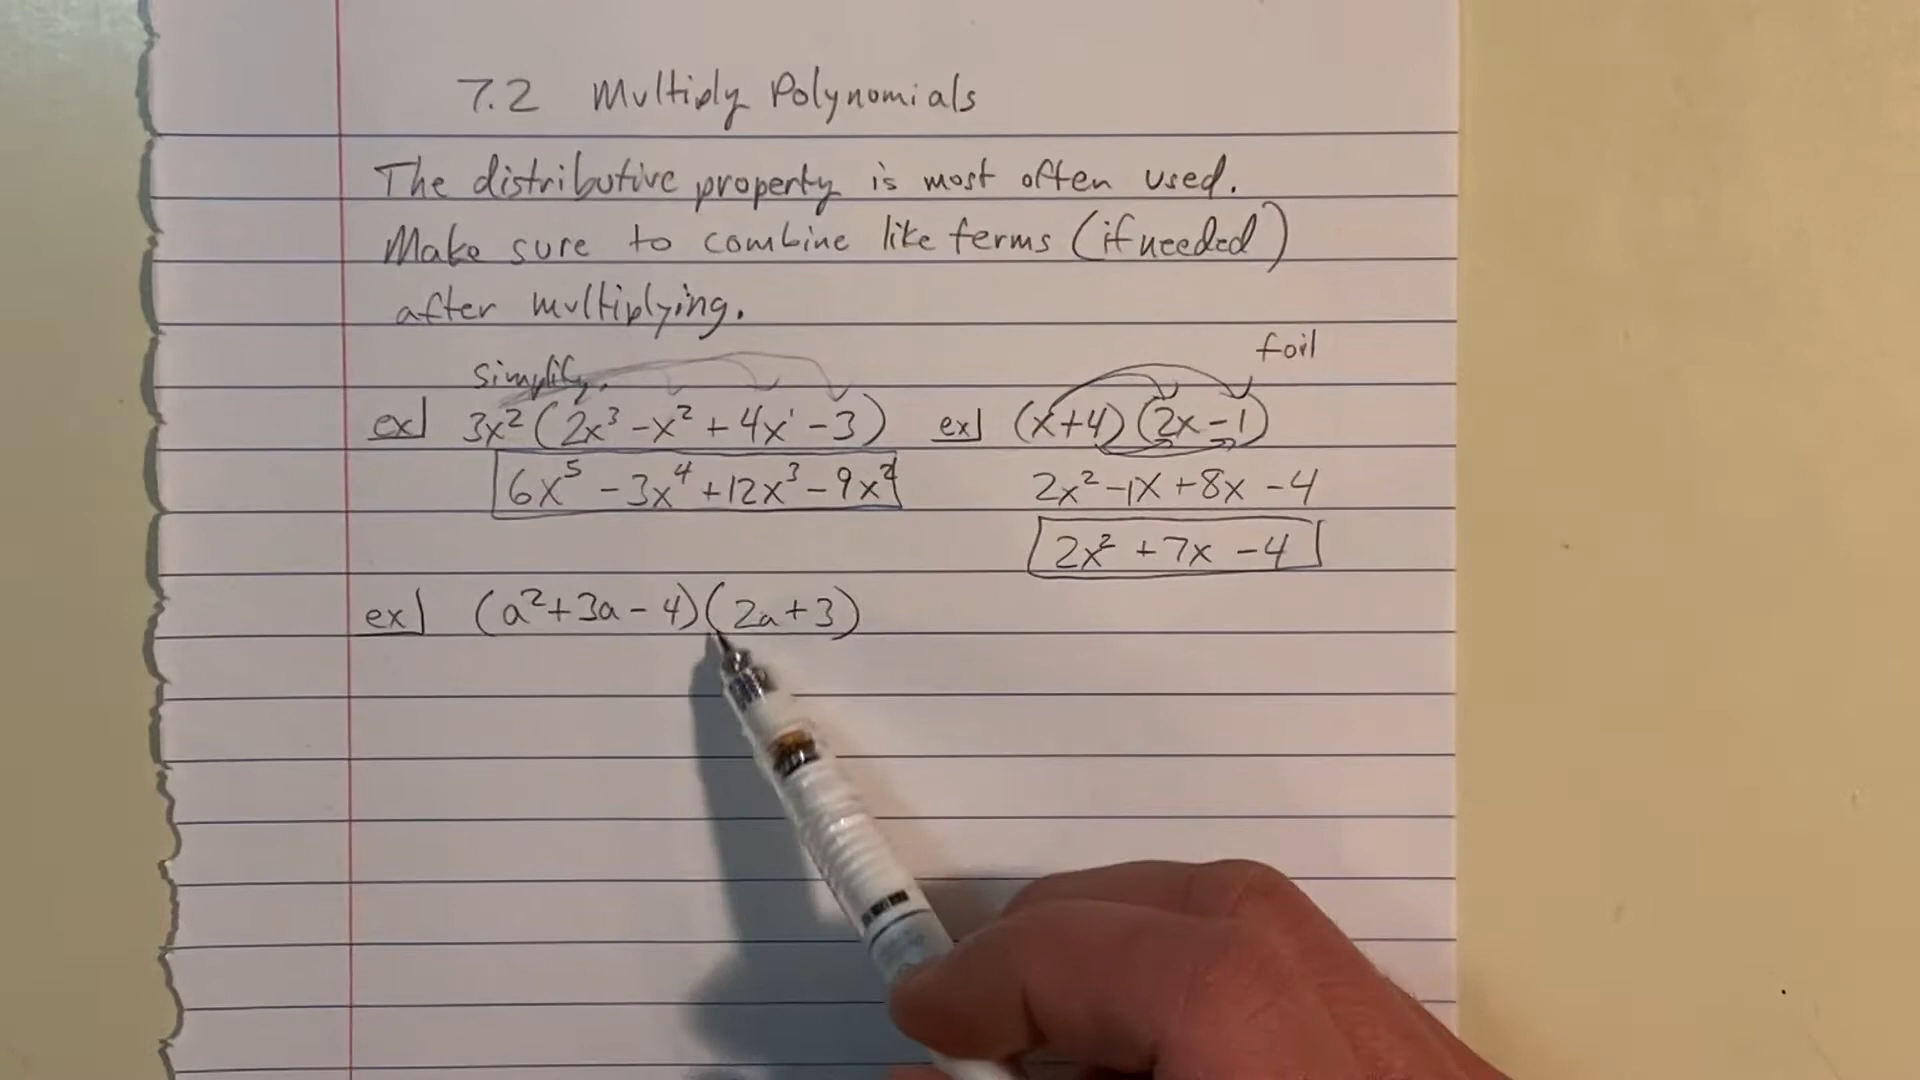 7.2 Multiply Polynomials
The distributive property is most often used.
Make sure to combine like terms (if needed)
after multiplying.
simplify.
foil
ex] 3x²(2x³ - x² + 4x¹ - 3)
6x⁵ - 3x⁴ + 12x³ - 9x²
ex] (x+4)(2x-1)
2x² - 1x + 8x - 4
2x² + 7x - 4
ex] (a² + 3a - 4)(2a + 3)